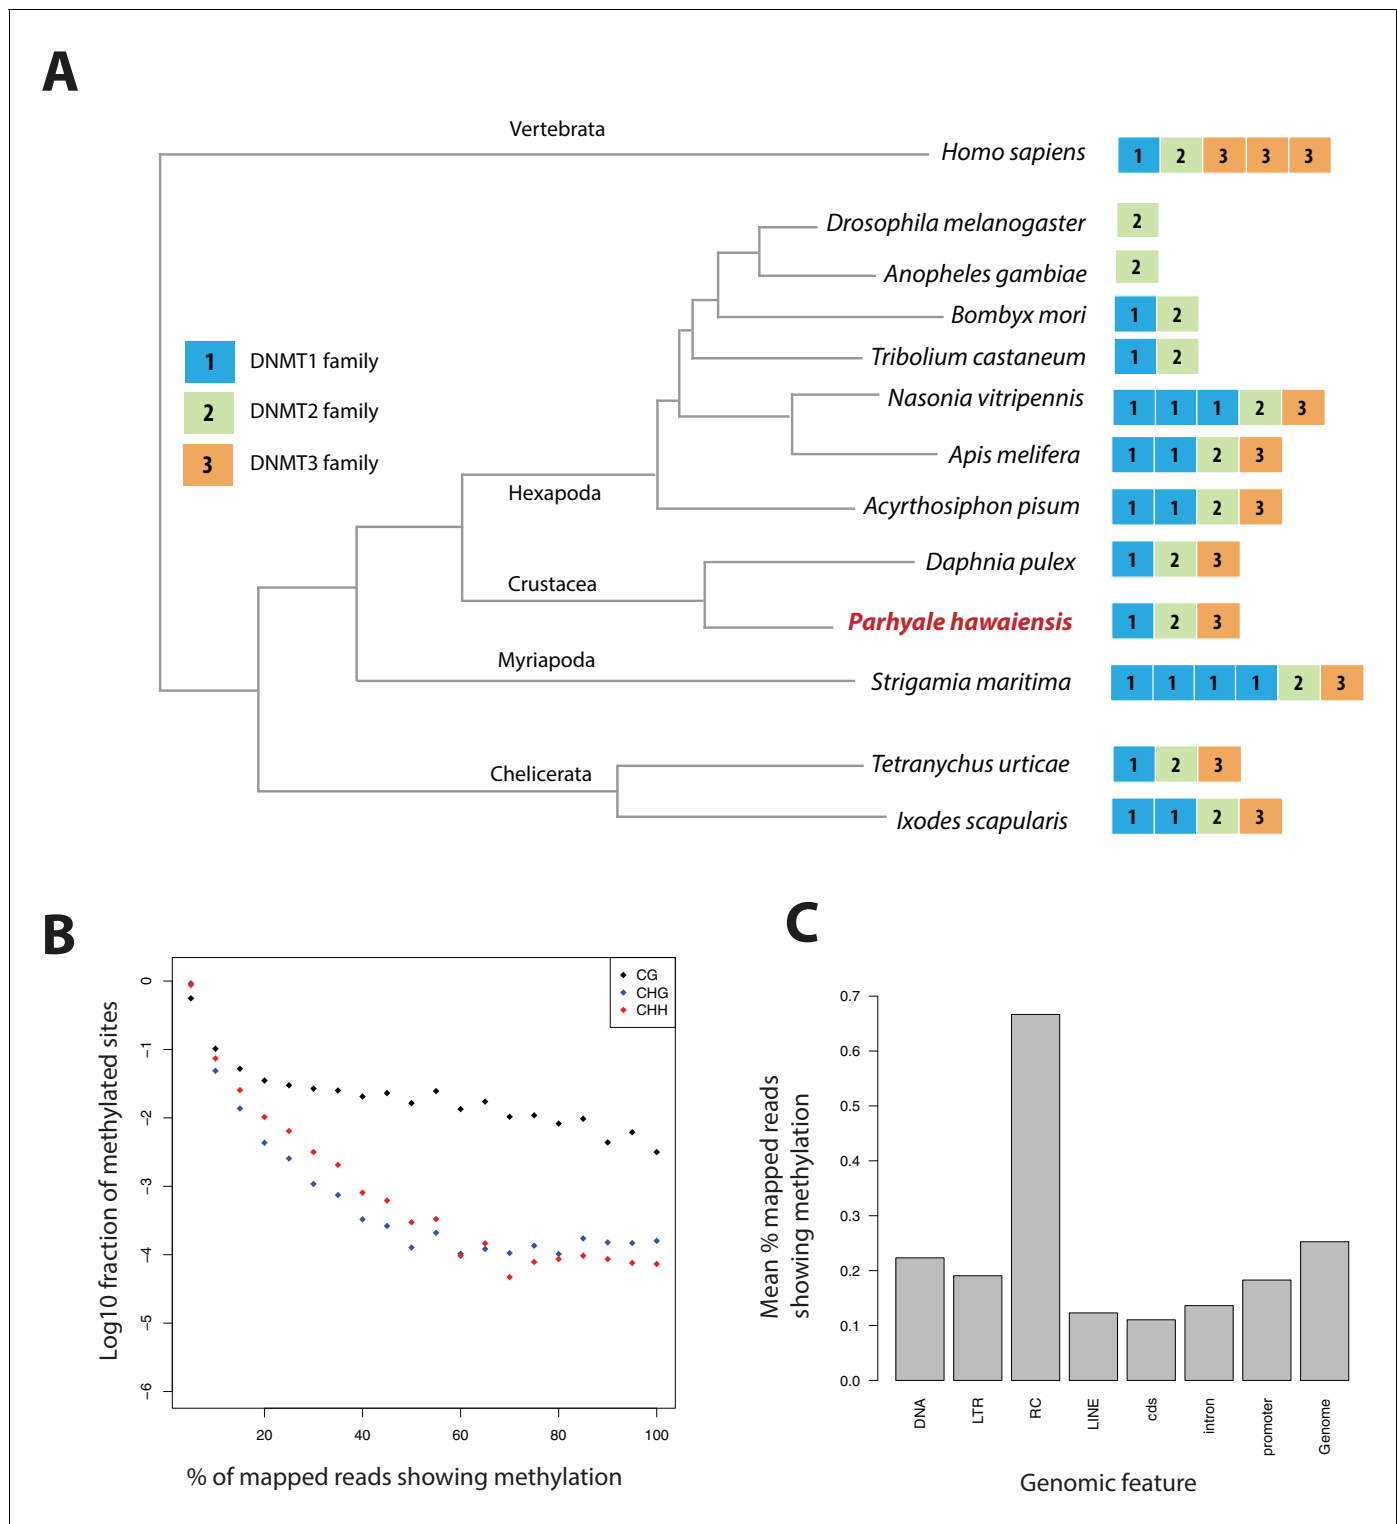 A
Vertebrata
Homo sapiens 1 2 3 3 3
Drosophila melanogaster 2
Anopheles gambiae 2
Bombyx mori 1 2
Tribolium castaneum 1 2
1 DNMT1 family
2 DNMT2 family
3 DNMT3 family
Nasonia vitripennis 1 1 1 2 3
Apis melifera 1 1 2 3
Hexapoda
Acyrthosiphon pisum 1 1 2 3
Daphnia pulex 1 2 3
Crustacea
Parhyale hawaiensis 1 2 3
Myriapoda
Strigamia maritima 1 1 1 1 2 3
Chelicerata
Tetranychus urticae 1 2 3
Ixodes scapularis 1 1 2 3
B
Log10 fraction of methylated sites
0
−1
−2
−3
−4
−5
−6
CG
CHG
CHH
20 40 60 80 100
% of mapped reads showing methylation
C
Mean % mapped reads
showing methylation
0.7
0.6
0.5
0.4
0.3
0.2
0.1
0.0
DNA
LTR
RC
LINE
cds
intron
promoter
Genome
Genomic feature